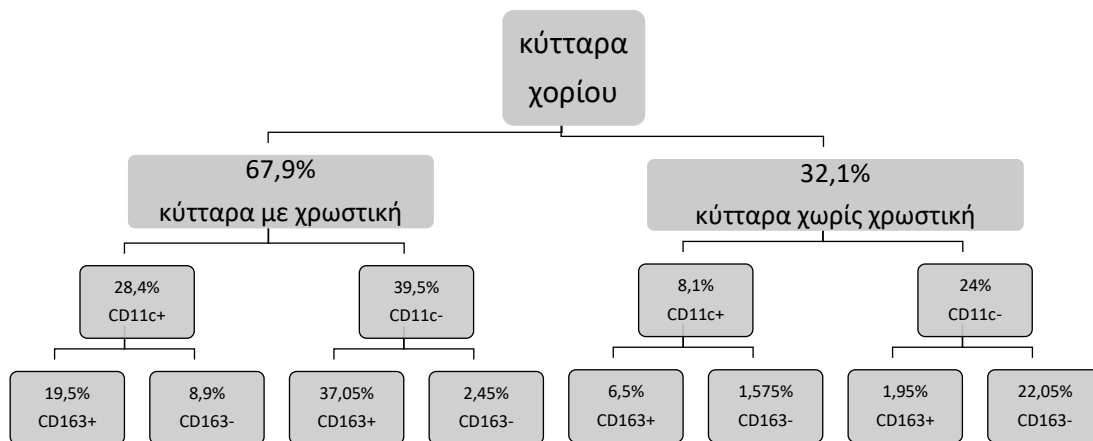 κύτταρα
χορίου
67,9%
κύτταρα με χρωστική
32,1%
κύτταρα χωρίς χρωστική
28,4%
CD11c+
39,5%
CD11c-
8,1%
CD11c+
24%
CD11c-
19,5%
CD163+
8,9%
CD163-
37,05%
CD163+
2,45%
CD163-
6,5%
CD163+
1,575%
CD163-
1,95%
CD163+
22,05%
CD163-